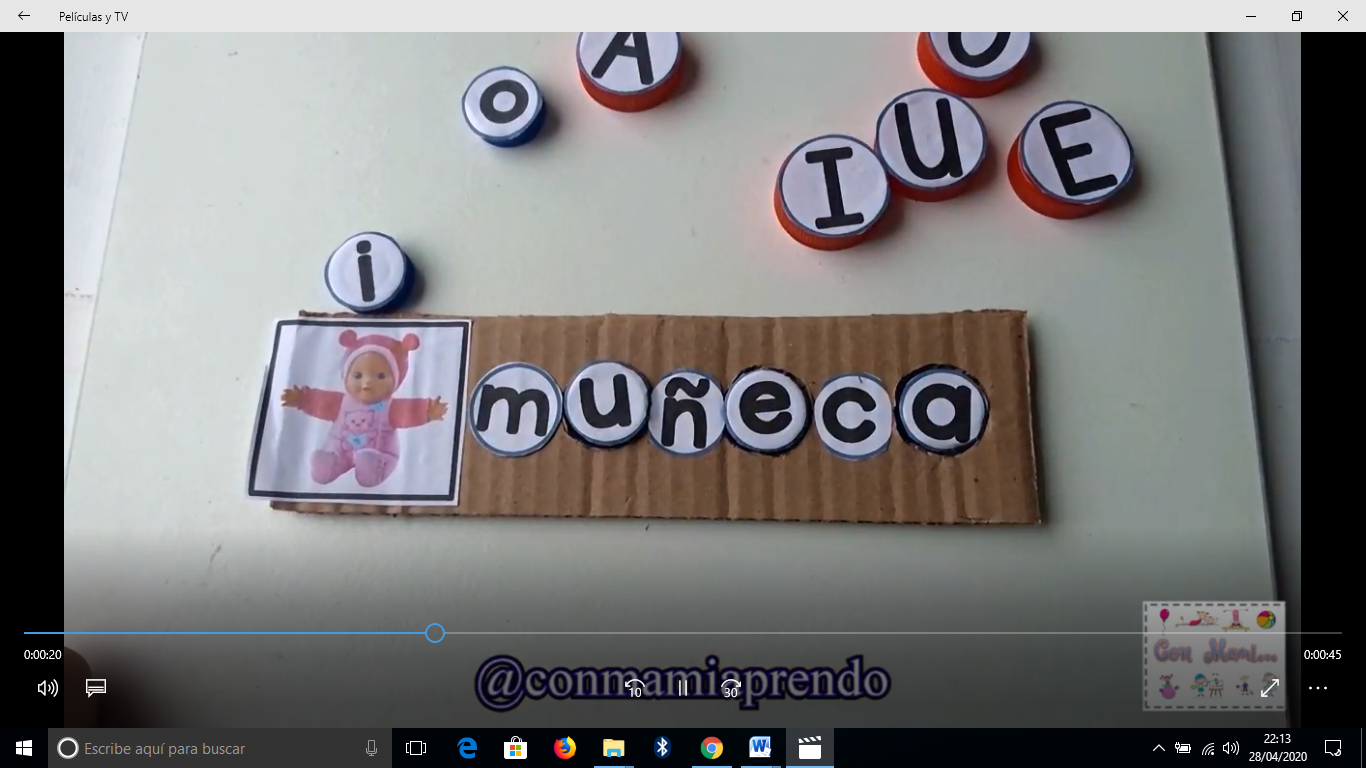 Películas y TV
A
o
U
E
I
i
muñeca
0:00:20
0:00:45
Con Mami...
@conmamiaprendo
10
30
Escribe aquí para buscar
22:13
28/04/2020